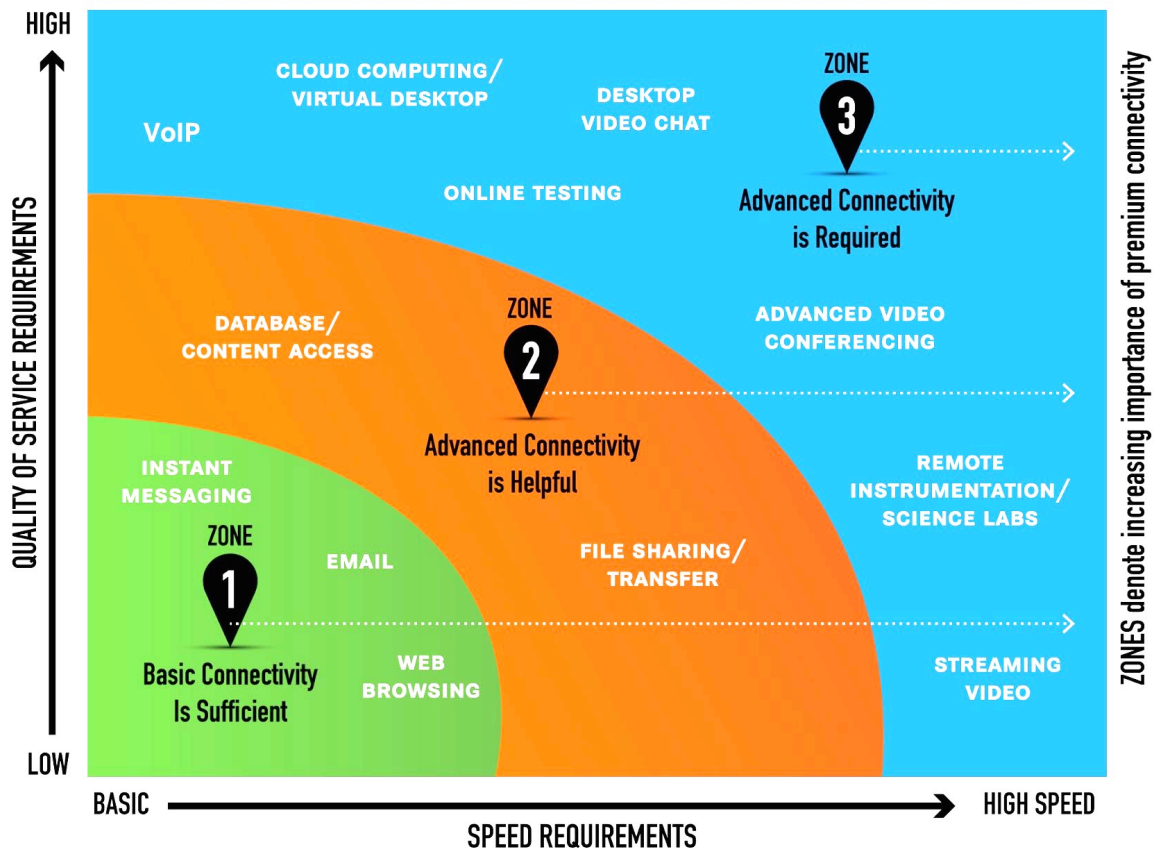 HIGH
CLOUD COMPUTING/
VIRTUAL DESKTOP
DESKTOP
VIDEO CHAT
VoIP
ONLINE TESTING
ZONE
3
Advanced Connectivity
is Required
DATABASE/
CONTENT ACCESS
ZONE
2
Advanced Connectivity
is Helpful
ADVANCED VIDEO
CONFERENCING
INSTANT
MESSAGING
ZONE
1
Basic Connectivity
Is Sufficient
EMAIL
WEB
BROWSING
FILE SHARING/
TRANSFER
REMOTE
INSTRUMENTATION/
SCIENCE LABS
STREAMING
VIDEO
QUALITY OF SERVICE REQUIREMENTS
LOW
BASIC
HIGH SPEED
SPEED REQUIREMENTS
ZONES denote increasing importance of premium connectivity